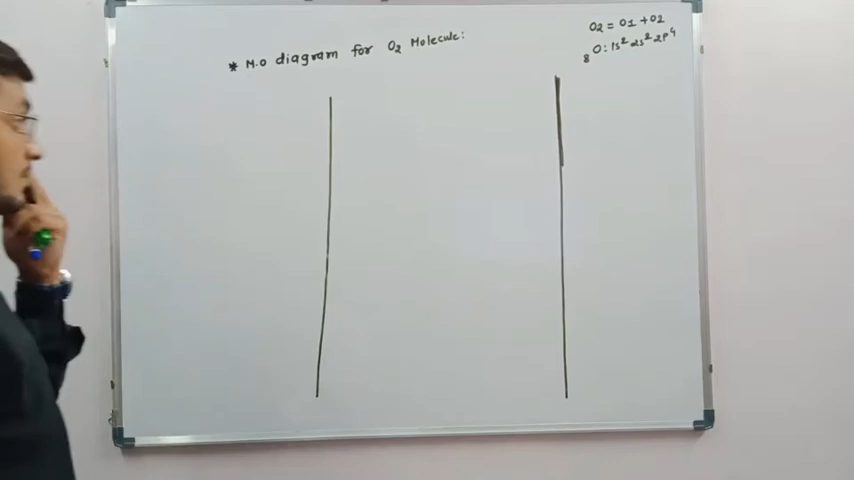 * M.O diagram for O₂ Molecule:
O₂ = O1 + O2
₈O: 1s² 2s² 2p⁴